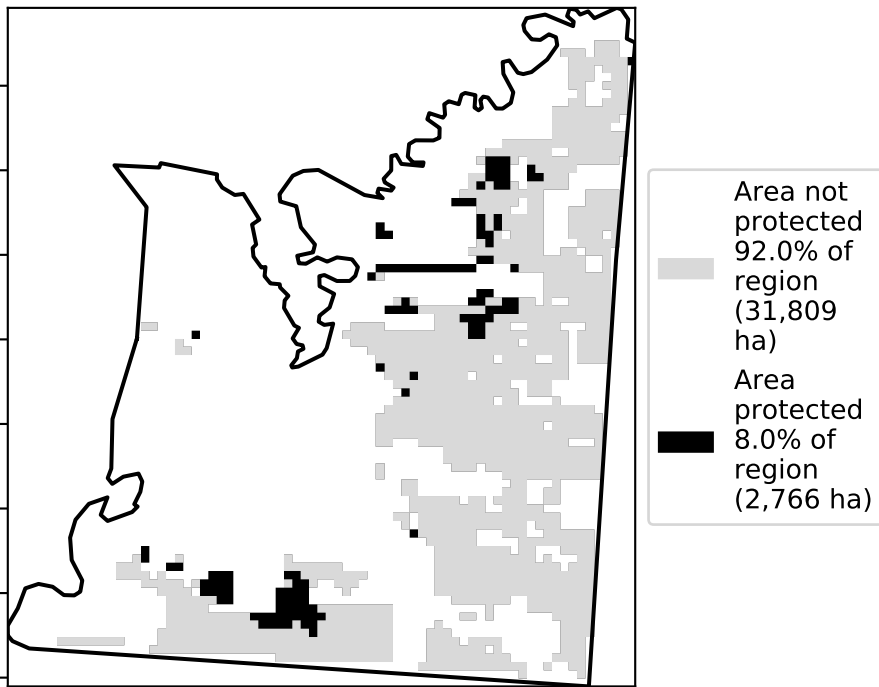 Area not
protected
92.0% of
region
(31,809
ha)
Area
protected
8.0% of
region
(2,766 ha)